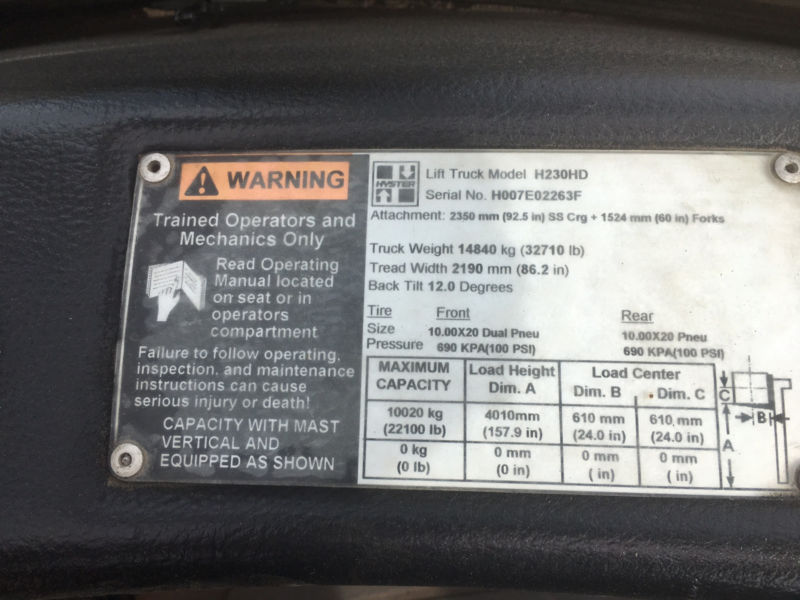 WARNING
Trained Operators and
Mechanics Only
Read Operating
Manual located
on seat or in
operators
compartment
Failure to follow operating,
inspection, and maintenance
instructions can cause
serious injury or death!
CAPACITY WITH MAST
VERTICAL AND
EQUIPPED AS SHOWN
HYSTER
Lift Truck Model H230HD
Serial No. H007E02263F
Attachment: 2350 mm (92.5 in) SS Crg + 1524 mm (60 in) Forks
Truck Weight 14840 kg (32710 lb)
Tread Width 2190 mm (86.2 in)
Back Tilt 12.0 Degrees
Tire Front Rear
Size 10.00X20 Dual Pneu 10.00X20 Pneu
Pressure 690 KPA(100 PSI) 690 KPA(100 PSI)
MAXIMUM Load Height Load Center
CAPACITY Dim. A Dim. B Dim. C
10020 kg 4010mm 610 mm 610 mm
(22100 lb) (157.9 in) (24.0 in) (24.0 in)
0 kg 0 mm 0 mm 0 mm
(0 lb) (0 in) ( in) ( in)
C
B
A